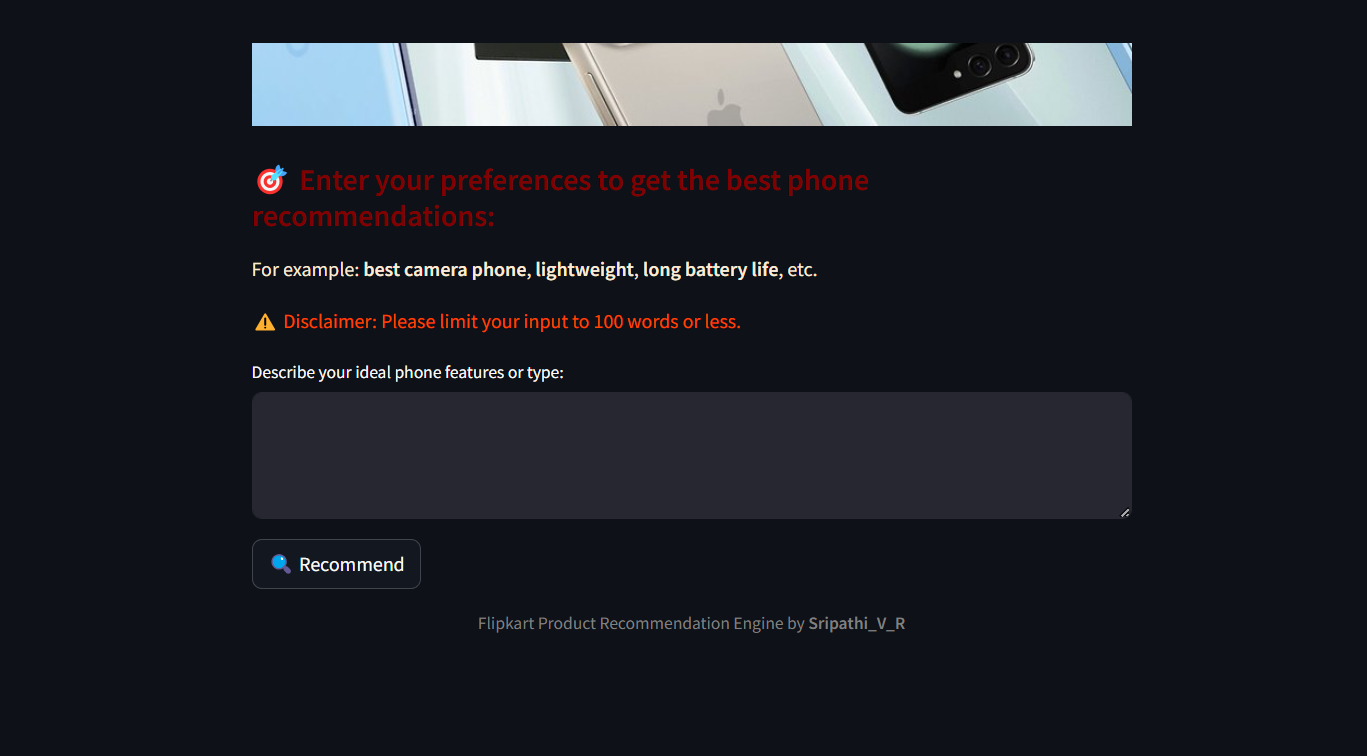 🎯 Enter your preferences to get the best phone
recommendations:
For example: best camera phone, lightweight, long battery life, etc.
⚠️ Disclaimer: Please limit your input to 100 words or less.
Describe your ideal phone features or type:
🔍 Recommend
Flipkart Product Recommendation Engine by Sripathi_V_R